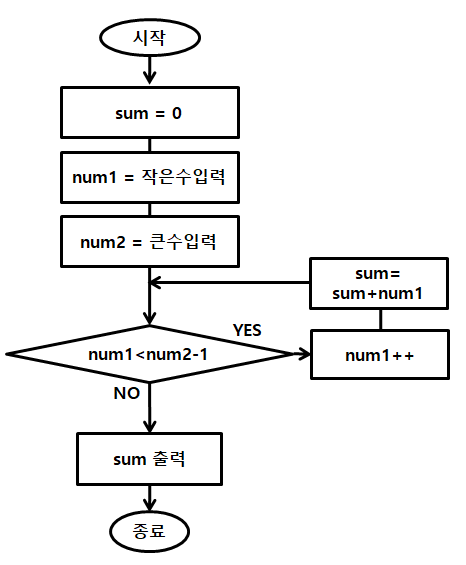 시작
sum = 0
num1 = 작은수입력
num2 = 큰수입력
sum=
sum+num1
YES
num1<num2-1
num1++
NO
sum 출력
종료